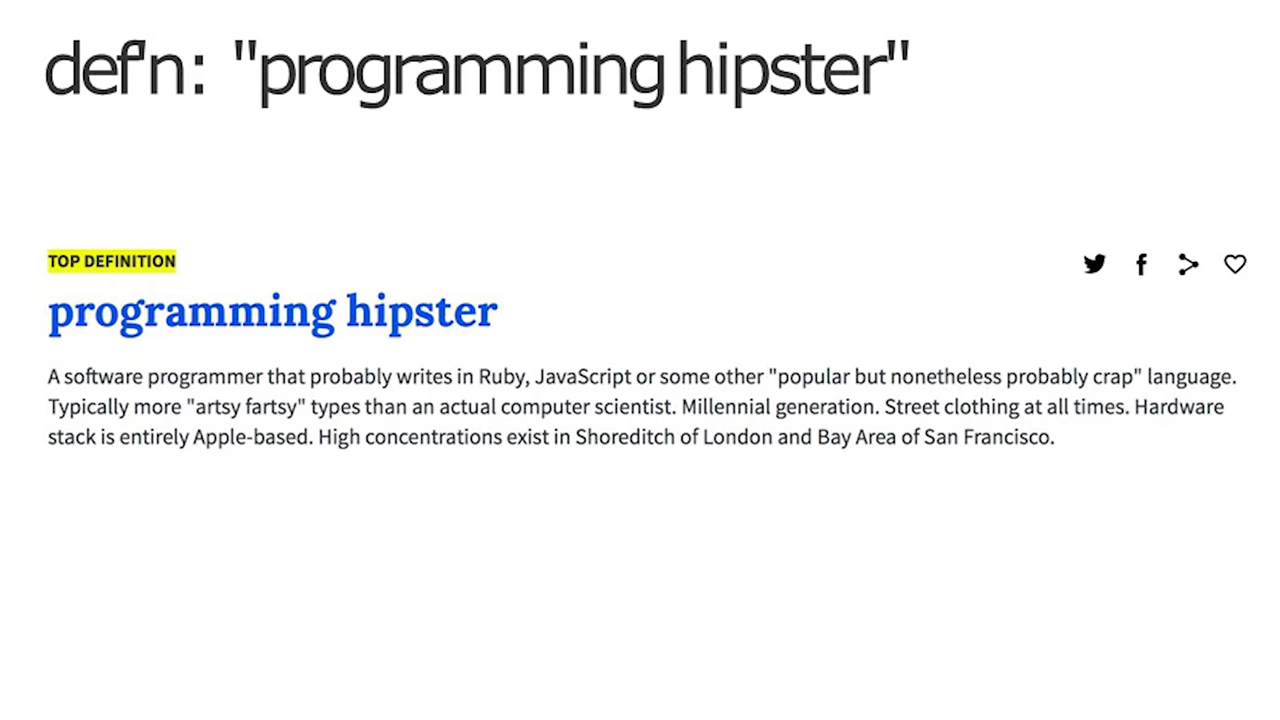 def'n: "programming hipster"
TOP DEFINITION
programming hipster
A software programmer that probably writes in Ruby, JavaScript or some other "popular but nonetheless probably crap" language.
Typically more "artsy fartsy" types than an actual computer scientist. Millennial generation. Street clothing at all times. Hardware
stack is entirely Apple-based. High concentrations exist in Shoreditch of London and Bay Area of San Francisco.